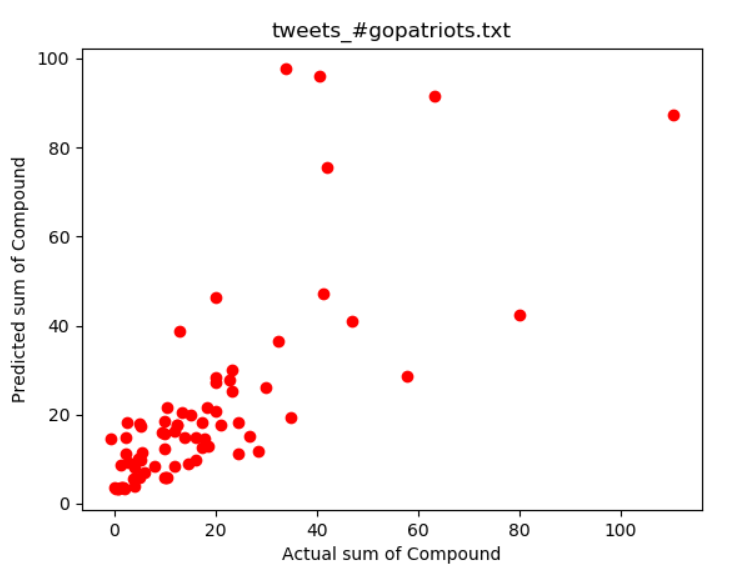 tweets_#gopatriots.txt
100
80
60
40
20
0
Predicted sum of Compound
0 20 40 60 80 100
Actual sum of Compound